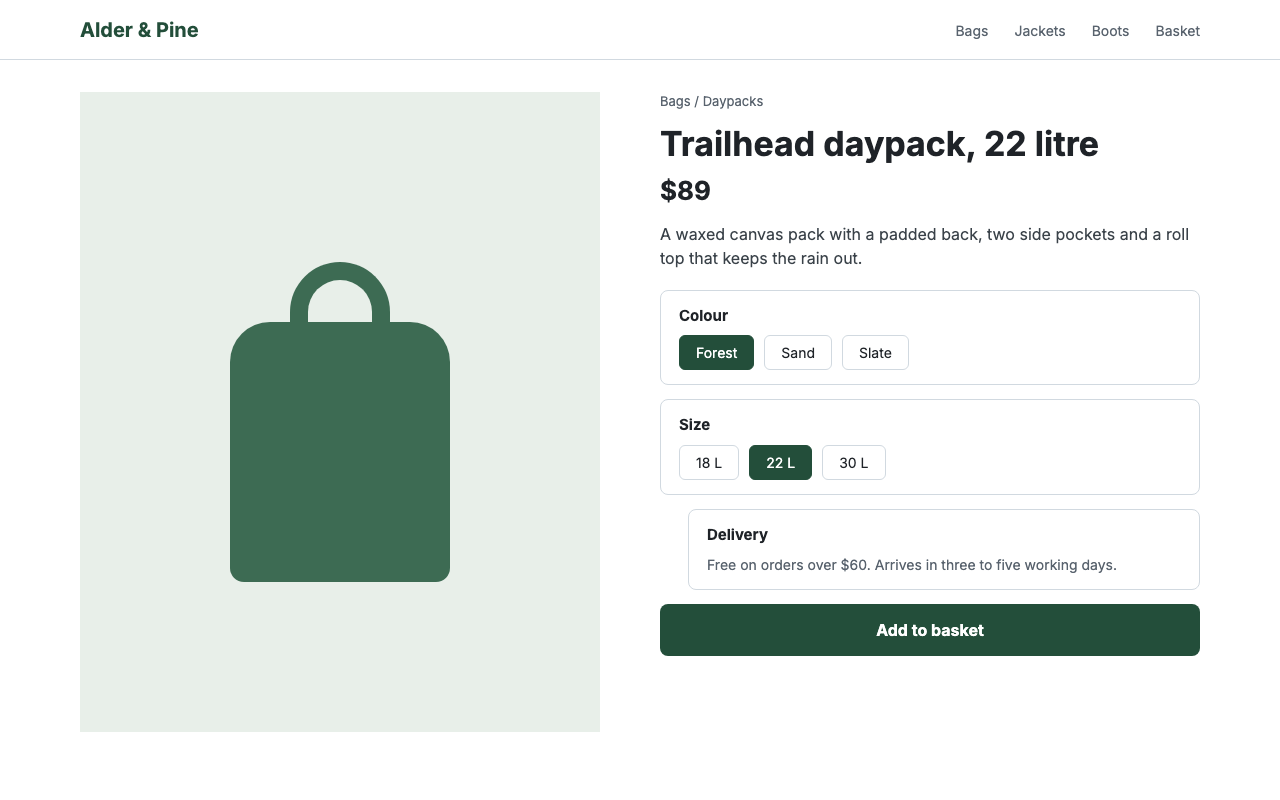 Alder & Pine
Bags
Jackets
Boots
Basket
Bags / Daypacks
Trailhead daypack, 22 litre
$89
A waxed canvas pack with a padded back, two side pockets and a roll
top that keeps the rain out.
Colour
Forest
Sand
Slate
Size
18 L
22 L
30 L
Delivery
Free on orders over $60. Arrives in three to five working days.
Add to basket